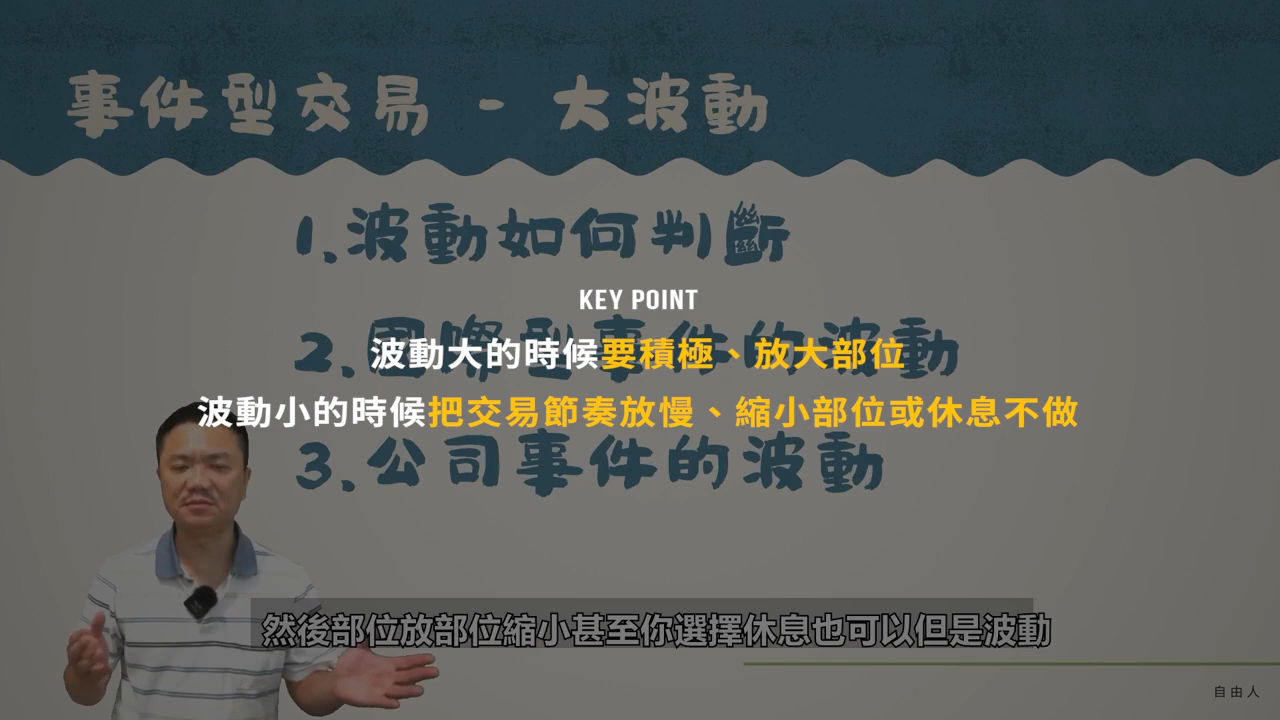 事件型交易 - 大波動
1.波動如何判斷
KEY POINT
2.國際型事件的波動
波動大的時候要積極、放大部位
波動小的時候把交易節奏放慢、縮小部位或休息不做
3.公司事件的波動
然後部位放部位縮小甚至你選擇休息也可以但是波動
自由人